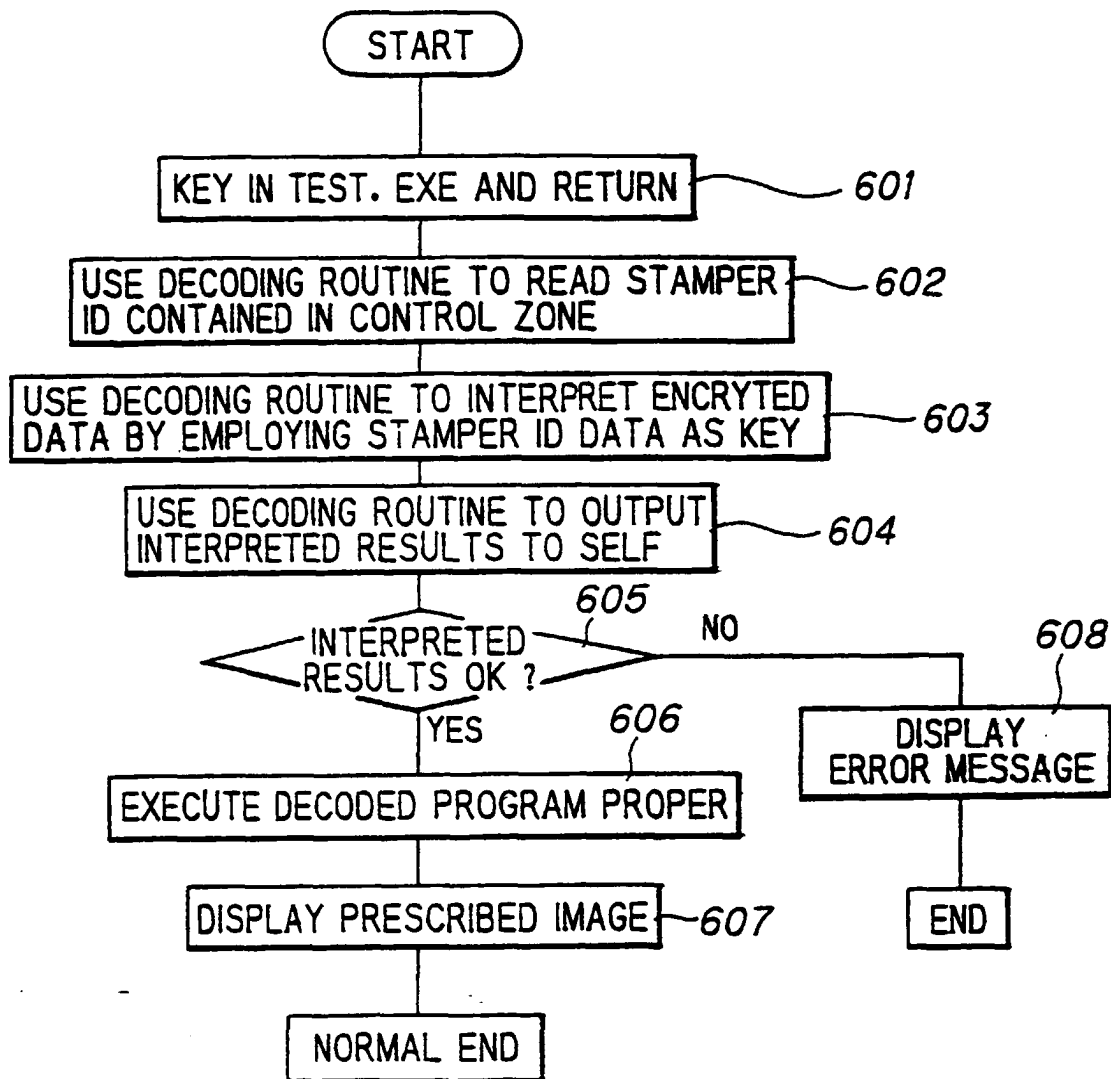 START
KEY IN TEST. EXE AND RETURN
601
USE DECODING ROUTINE TO READ STAMPER
ID CONTAINED IN CONTROL ZONE
602
USE DECODING ROUTINE TO INTERPRET ENCRYTED
DATA BY EMPLOYING STAMPER ID DATA AS KEY
603
USE DECODING ROUTINE TO OUTPUT
INTERPRETED RESULTS TO SELF
604
INTERPRETED
RESULTS OK ?
605
NO
YES
608
DISPLAY
ERROR MESSAGE
606
EXECUTE DECODED PROGRAM PROPER
DISPLAY PRESCRIBED IMAGE
607
END
NORMAL END